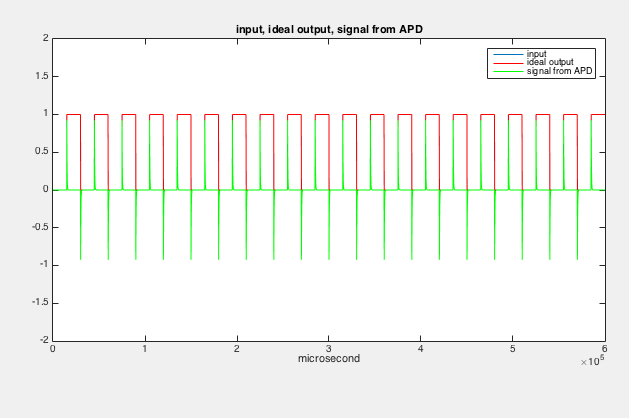 input, ideal output, signal from APD
input
ideal output
signal from APD
2
1.5
1
0.5
0
-0.5
-1
-1.5
-2
0 1 2 3 4 5 6
microsecond
×10^5